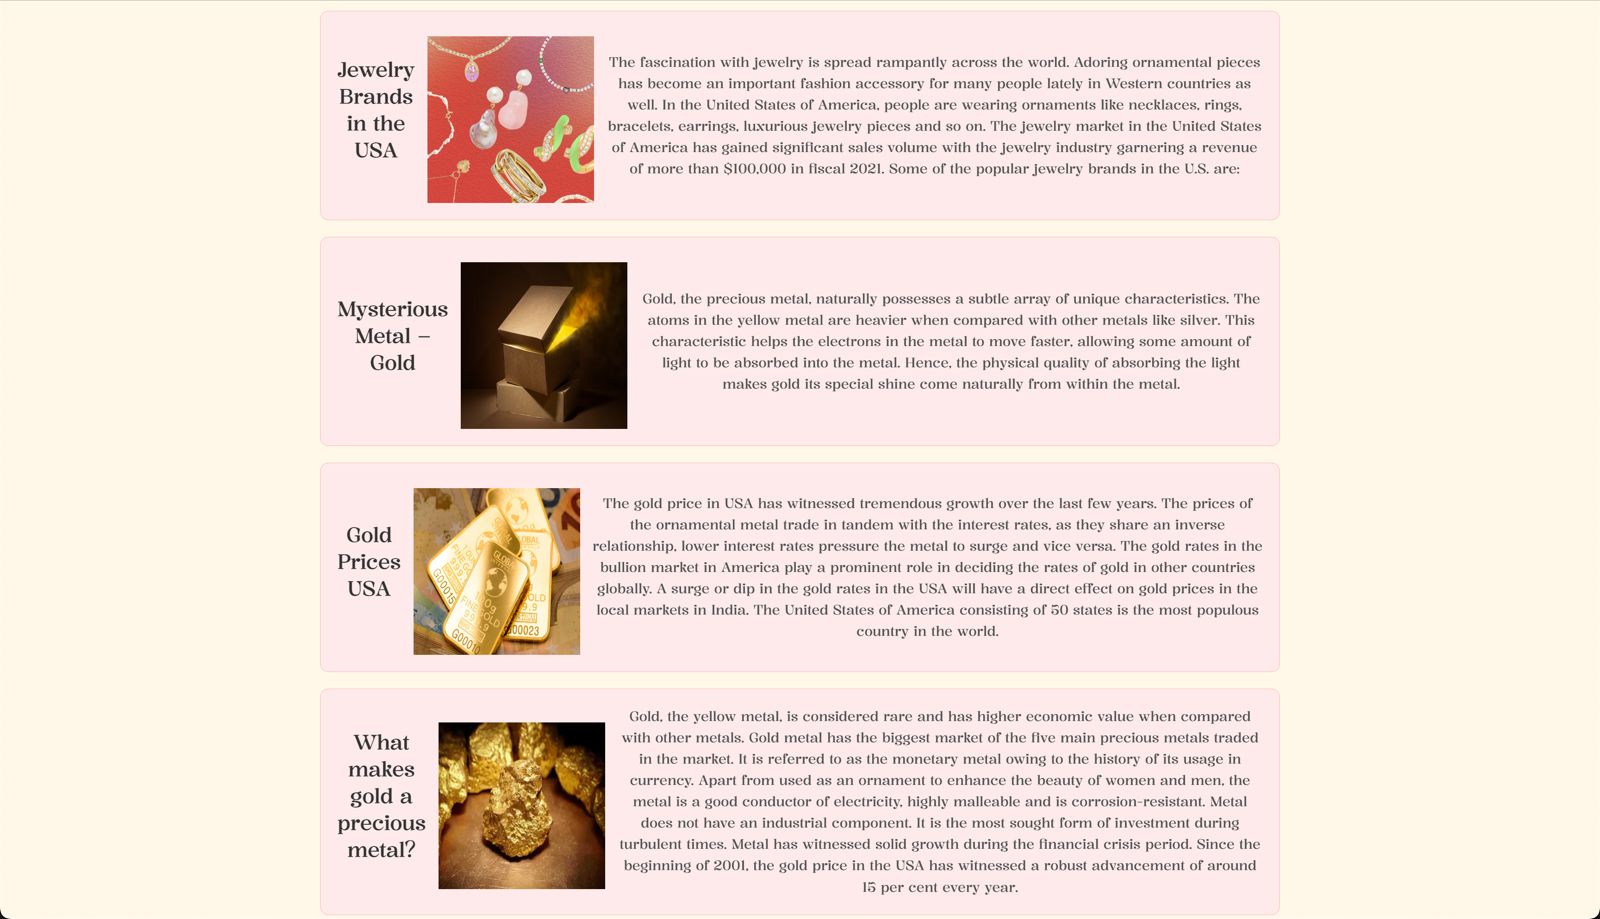 Jewelry
Brands
in the
USA
The fascination with jewelry is spread rampantly across the world. Adoring ornamental pieces
has become an important fashion accessory for many people lately in Western countries as
well. In the United States of America, people are wearing ornaments like necklaces, rings,
bracelets, earrings, luxurious jewelry pieces and so on. The jewelry market in the United States
of America has gained significant sales volume with the jewelry industry garnering a revenue
of more than $100,000 in fiscal 2021. Some of the popular jewelry brands in the U.S. are:
Mysterious
Metal –
Gold
Gold, the precious metal, naturally possesses a subtle array of unique characteristics. The
atoms in the yellow metal are heavier when compared with other metals like silver. This
characteristic helps the electrons in the metal to move faster, allowing some amount of
light to be absorbed into the metal. Hence, the physical quality of absorbing the light
makes gold its special shine come naturally from within the metal.
Gold
Prices
USA
GLOBAL
FINE GOLD
999.9
G00015
G00010
G00023
The gold price in USA has witnessed tremendous growth over the last few years. The prices of
the ornamental metal trade in tandem with the interest rates, as they share an inverse
relationship, lower interest rates pressure the metal to surge and vice versa. The gold rates in the
bullion market in America play a prominent role in deciding the rates of gold in other countries
globally. A surge or dip in the gold rates in the USA will have a direct effect on gold prices in the
local markets in India. The United States of America consisting of 50 states is the most populous
country in the world.
What
makes
gold a
precious
metal?
Gold, the yellow metal, is considered rare and has higher economic value when compared
with other metals. Gold metal has the biggest market of the five main precious metals traded
in the market. It is referred to as the monetary metal owing to the history of its usage in
currency. Apart from used as an ornament to enhance the beauty of women and men, the
metal is a good conductor of electricity, highly malleable and is corrosion-resistant. Metal
does not have an industrial component. It is the most sought form of investment during
turbulent times. Metal has witnessed solid growth during the financial crisis period. Since the
beginning of 2001, the gold price in the USA has witnessed a robust advancement of around
15 per cent every year.